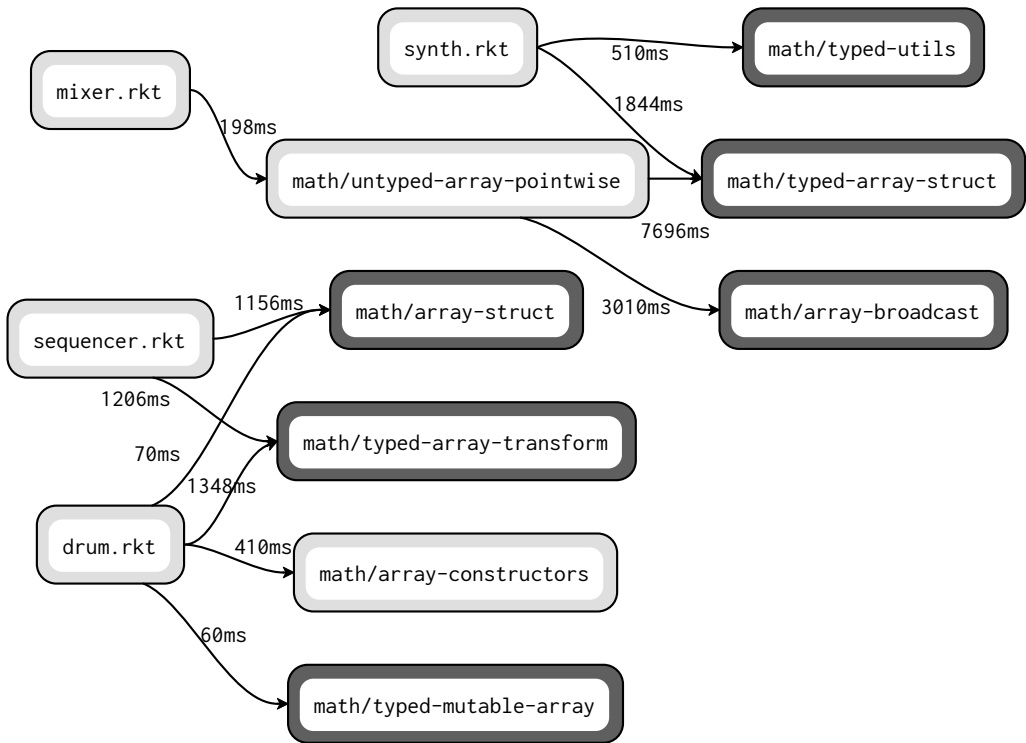 synth.rkt
math/typed-utils
510ms
mixer.rkt
1844ms
198ms
math/untyped-array-pointwise
math/typed-array-struct
7696ms
1156ms
3010ms
math/array-struct
math/array-broadcast
sequencer.rkt
1206ms
math/typed-array-transform
70ms
1348ms
drum.rkt
410ms
math/array-constructors
60ms
math/typed-mutable-array